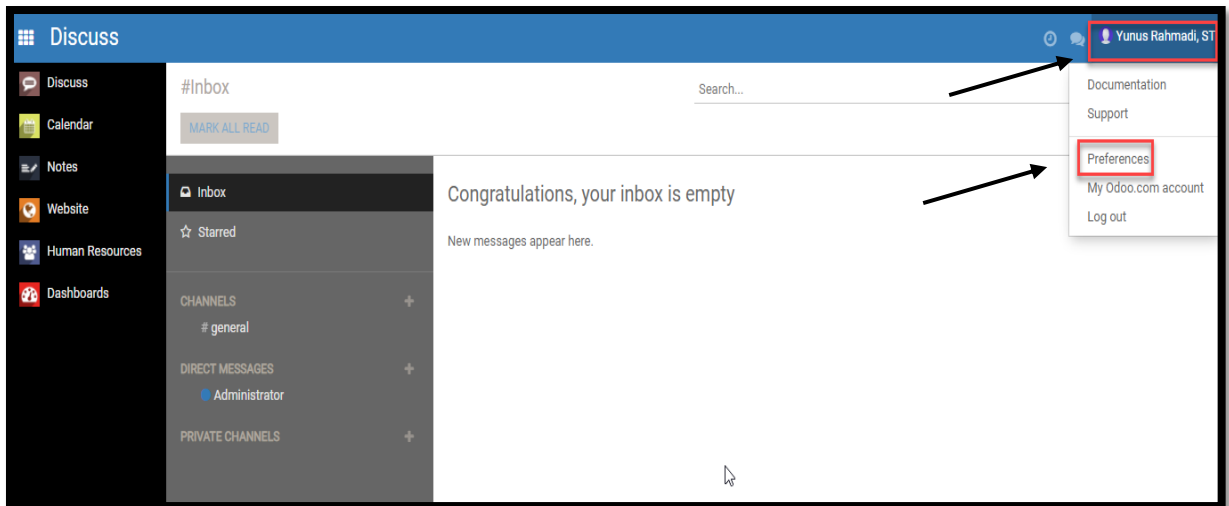 Discuss
Yunus Rahmadi, ST
Discuss
Calendar
Notes
Website
Human Resources
Dashboards
#Inbox
Search...
MARK ALL READ
Inbox
Starred
CHANNELS +
# general
DIRECT MESSAGES +
Administrator
PRIVATE CHANNELS +
Congratulations, your inbox is empty
New messages appear here.
Documentation
Support
Preferences
My Odoo.com account
Log out